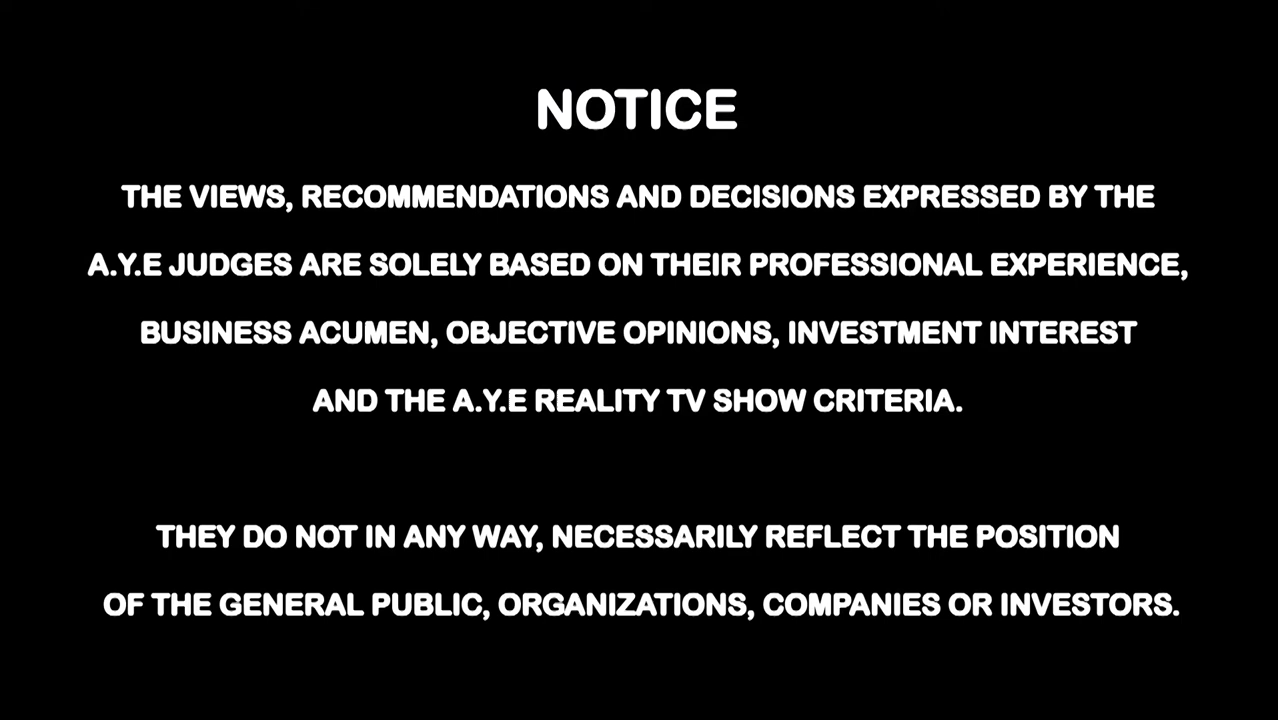 NOTICE
THE VIEWS, RECOMMENDATIONS AND DECISIONS EXPRESSED BY THE
A.Y.E JUDGES ARE SOLELY BASED ON THEIR PROFESSIONAL EXPERIENCE,
BUSINESS ACUMEN, OBJECTIVE OPINIONS, INVESTMENT INTEREST
AND THE A.Y.E REALITY TV SHOW CRITERIA.
THEY DO NOT IN ANY WAY, NECESSARILY REFLECT THE POSITION
OF THE GENERAL PUBLIC, ORGANIZATIONS, COMPANIES OR INVESTORS.